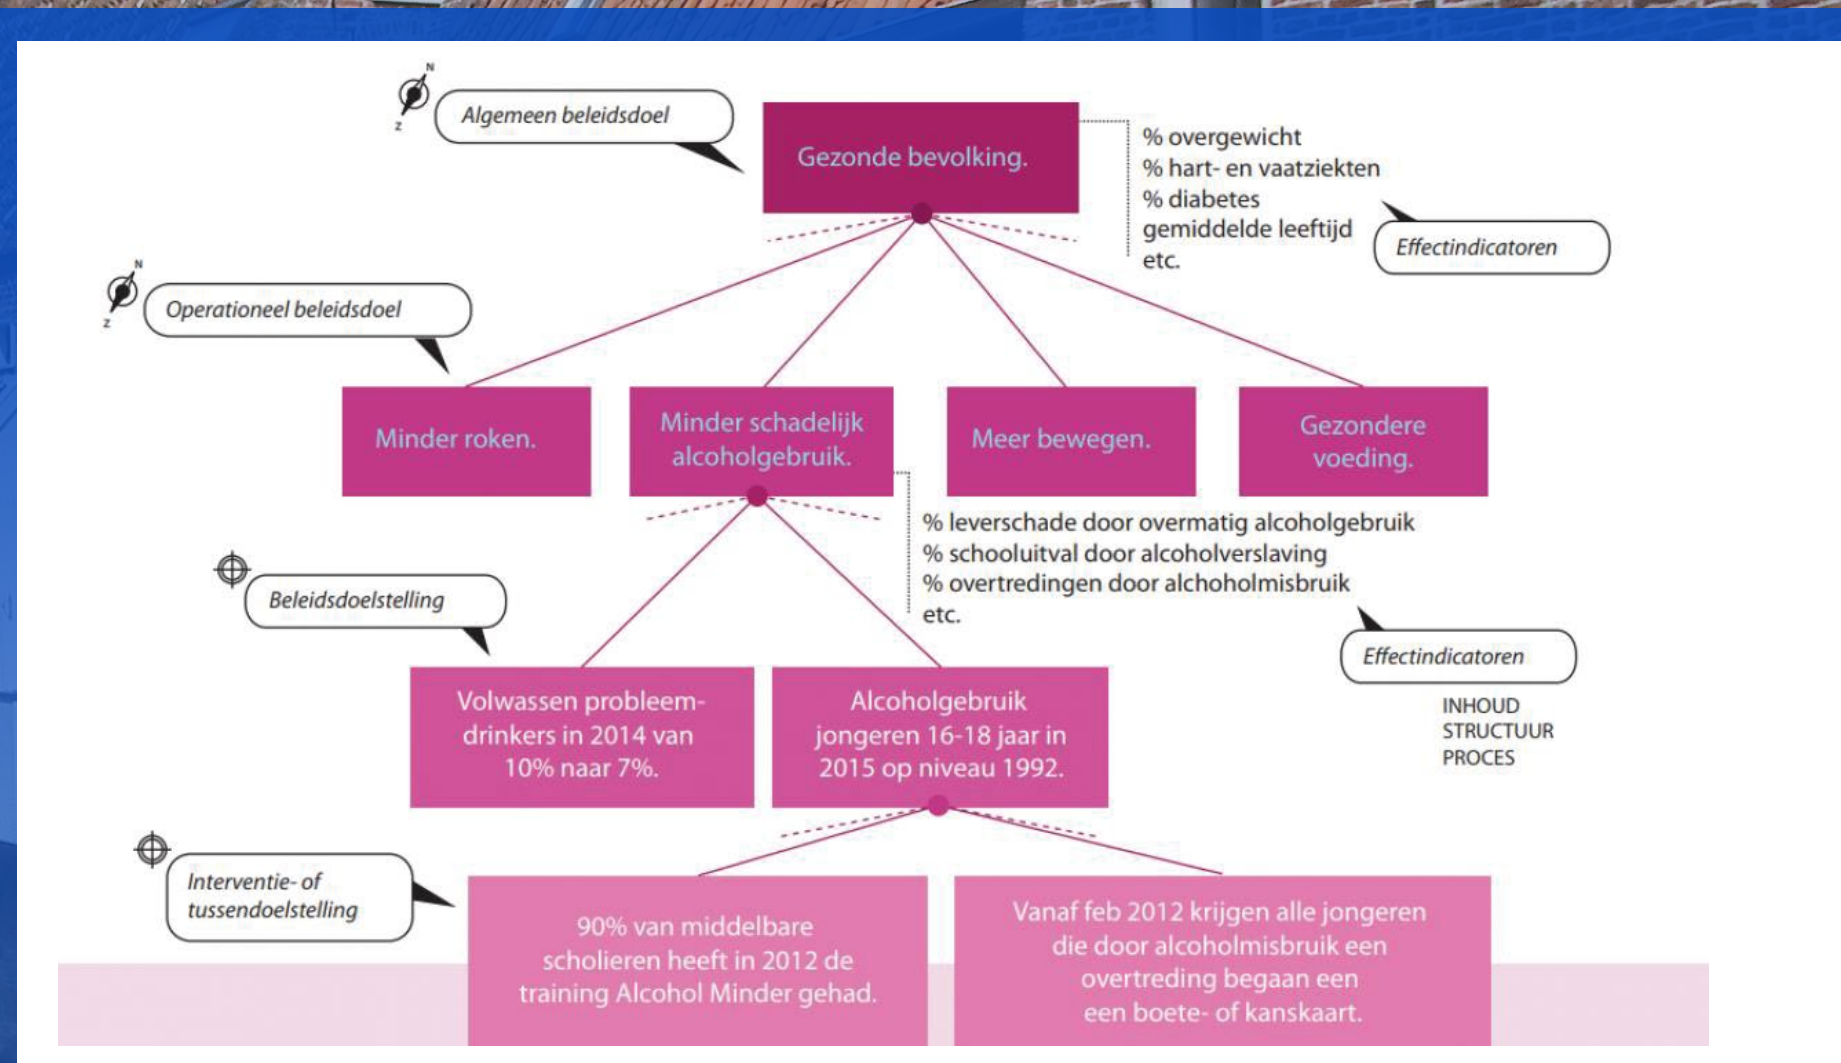 N
Z
Algemeen beleidsdoel
Gezonde bevolking.
% overgewicht
% hart- en vaatziekten
% diabetes
gemiddelde leeftijd
etc.
Effectindicatoren
N
Z
Operationeel beleidsdoel
Minder roken.
Minder schadelijk
alcoholgebruik.
Meer bewegen.
Gezondere
voeding.
% leverschade door overmatig alcoholgebruik
% schooluitval door alcoholverslaving
% overtredingen door alchoholmisbruik
etc.
Effectindicatoren
INHOUD
STRUCTUUR
PROCES
Beleidsdoelstelling
Volwassen probleem-
drinkers in 2014 van
10% naar 7%.
Alcoholgebruik
jongeren 16-18 jaar in
2015 op niveau 1992.
Interventie- of
tussendoelstelling
90% van middelbare
scholieren heeft in 2012 de
training Alcohol Minder gehad.
Vanaf feb 2012 krijgen alle jongeren
die door alcoholmisbruik een
overtreding begaan een
een boete- of kanskaart.